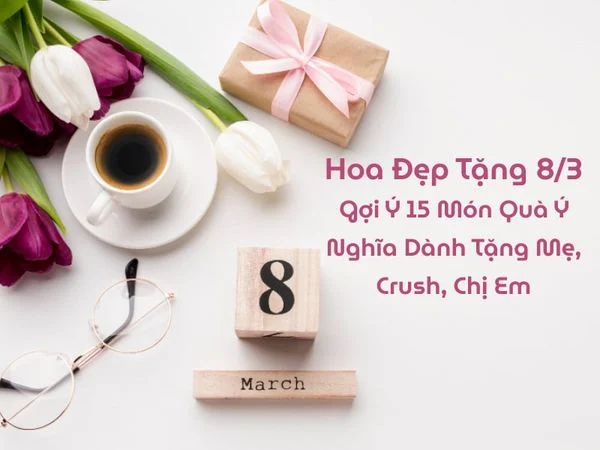 Hoa Đẹp Tặng 8/3
Gợi Ý 15 Món Quà Ý
Nghĩa Dành Tặng Mẹ,
Crush, Chị Em
8
March